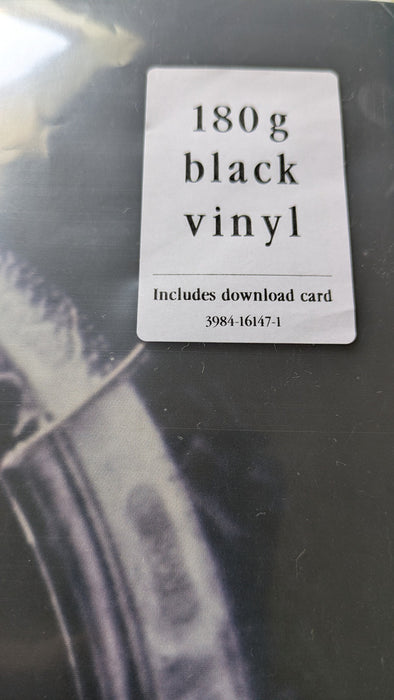 180g
black
vinyl
Includes download card
3984-16147-1